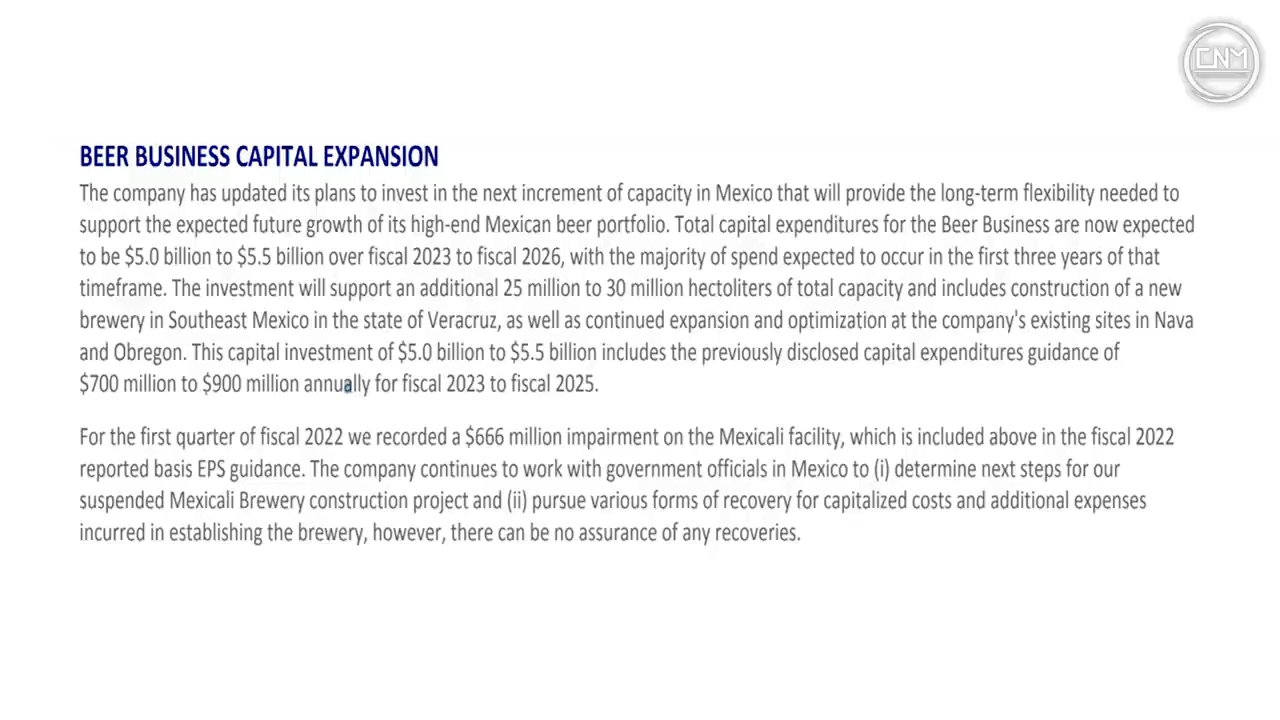 CNM
BEER BUSINESS CAPITAL EXPANSION
The company has updated its plans to invest in the next increment of capacity in Mexico that will provide the long-term flexibility needed to
support the expected future growth of its high-end Mexican beer portfolio. Total capital expenditures for the Beer Business are now expected
to be $5.0 billion to $5.5 billion over fiscal 2023 to fiscal 2026, with the majority of spend expected to occur in the first three years of that
timeframe. The investment will support an additional 25 million to 30 million hectoliters of total capacity and includes construction of a new
brewery in Southeast Mexico in the state of Veracruz, as well as continued expansion and optimization at the company's existing sites in Nava
and Obregon. This capital investment of $5.0 billion to $5.5 billion includes the previously disclosed capital expenditures guidance of
$700 million to $900 million annually for fiscal 2023 to fiscal 2025.
For the first quarter of fiscal 2022 we recorded a $666 million impairment on the Mexicali facility, which is included above in the fiscal 2022
reported basis EPS guidance. The company continues to work with government officials in Mexico to (i) determine next steps for our
suspended Mexicali Brewery construction project and (ii) pursue various forms of recovery for capitalized costs and additional expenses
incurred in establishing the brewery, however, there can be no assurance of any recoveries.